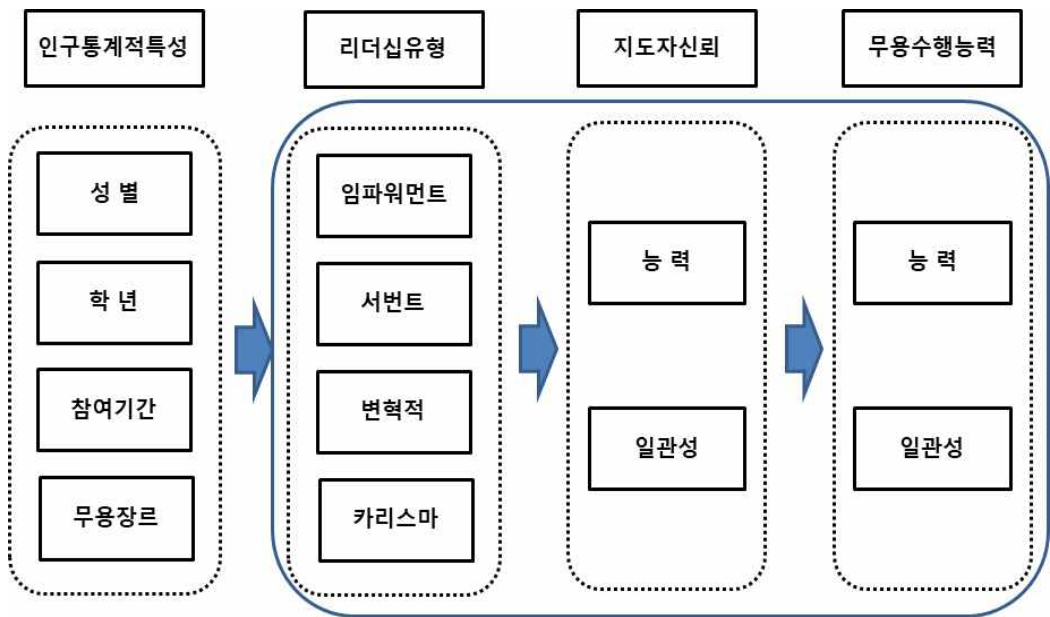 인구통계적특성
리더십유형
지도자신뢰
무용수행능력
성 별
학 년
참여기간
무용장르
임파워먼트
서번트
변혁적
카리스마
능 력
일관성
능 력
일관성